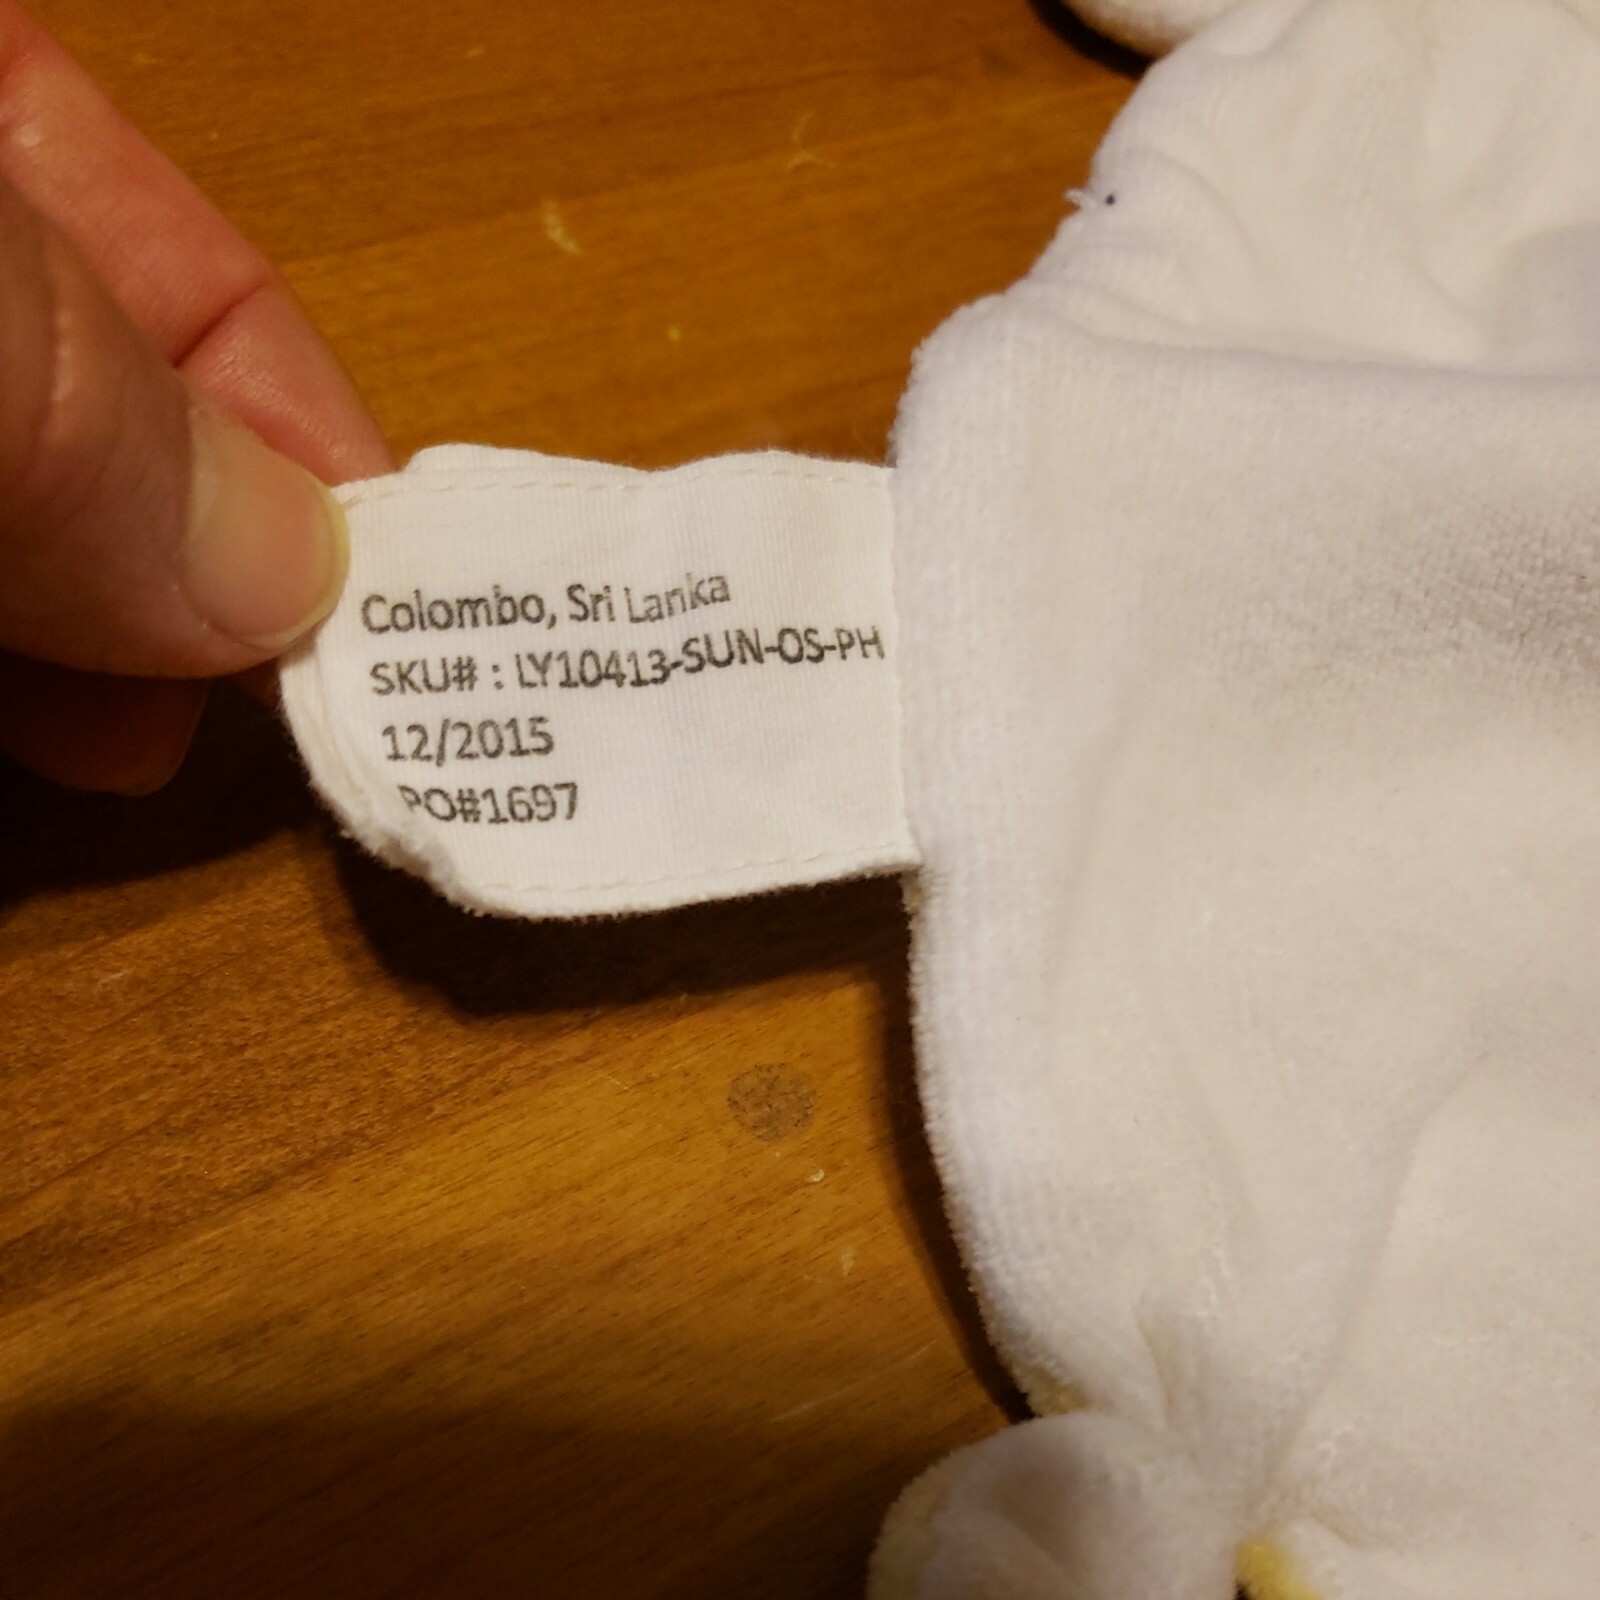 Colombo, Sri Lanka
SKU# : LY10413-SUN-OS-PH
12/2015
PO#1697